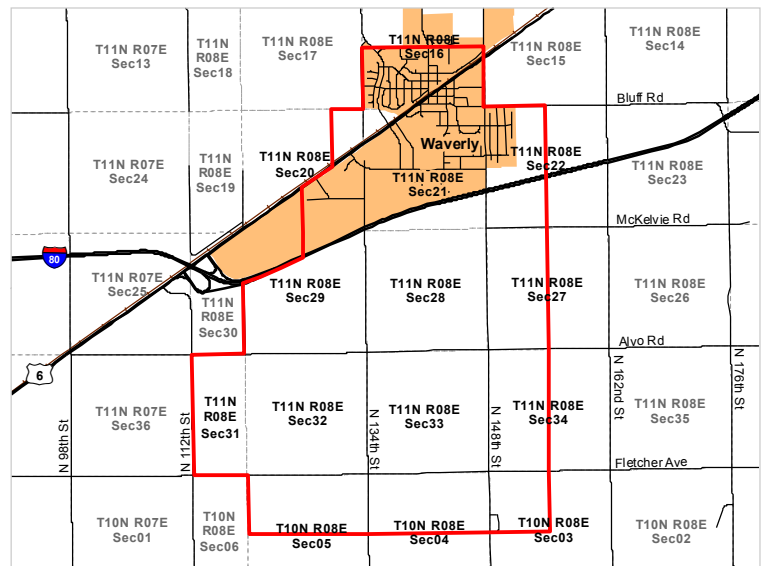 T11N R07E
Sec13
T11N
R08E
Sec18
T11N R08E
Sec17
T11N R08E
Sec16
T11N R08E
Sec15
T11N R08E
Sec14
Bluff Rd
T11N R07E
Sec24
T11N
R08E
Sec19
T11N R08E
Sec20
Waverly
T11N R08E
Sec21
T11N R08E
Sec22
T11N R08E
Sec23
McKelvie Rd
80
T11N R07E
Sec25
T11N
R08E
Sec30
T11N R08E
Sec29
T11N R08E
Sec28
T11N R08E
Sec27
T11N R08E
Sec26
Alvo Rd
6
N 98th St
T11N R07E
Sec36
N 112th St
T11N
R08E
Sec31
T11N R08E
Sec32
N 134th St
T11N R08E
Sec33
N 148th St
T11N R08E
Sec34
N 162nd St
T11N R08E
Sec35
N 176th St
Fletcher Ave
T10N R07E
Sec01
T10N
R08E
Sec06
T10N R08E
Sec05
T10N R08E
Sec04
T10N R08E
Sec03
T10N R08E
Sec02